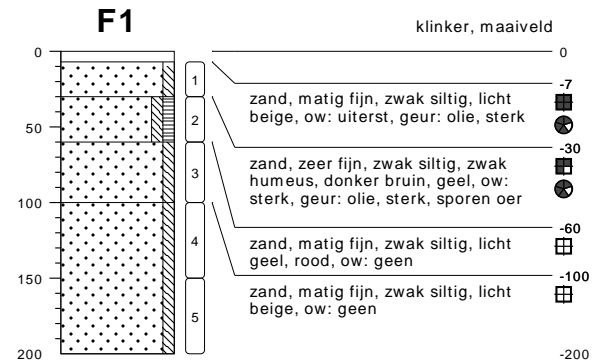 F1
klinker, maaiveld
0
0
-7
1
zand, matig fijn, zwak siltig, licht
beige, ow: uiterst, geur: olie, sterk
50
2
-30
zand, zeer fijn, zwak siltig, zwak
humeus, donker bruin, geel, ow:
sterk, geur: olie, sterk, sporen oer
3
100
-60
zand, matig fijn, zwak siltig, licht
geel, rood, ow: geen
4
-100
150
zand, matig fijn, zwak siltig, licht
beige, ow: geen
5
200
-200